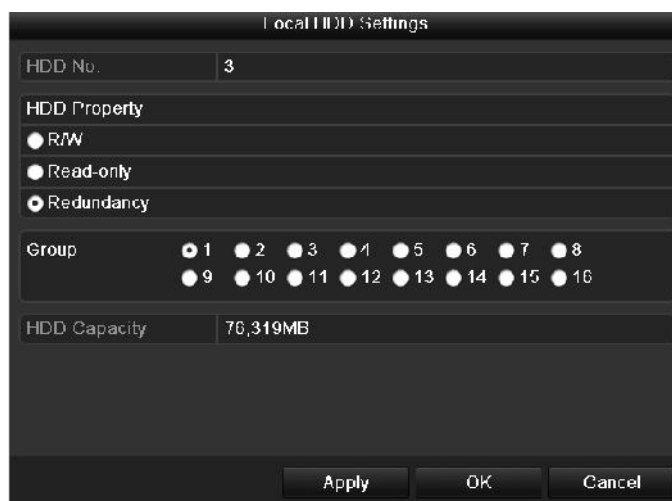 Local HDD Settings
HDD No. 3
HDD Property
R/W
Read-only
Redundancy
Group 1 2 3 4 5 6 7 8
9 10 11 12 13 14 15 16
HDD Capacity 76,319MB
Apply OK Cancel